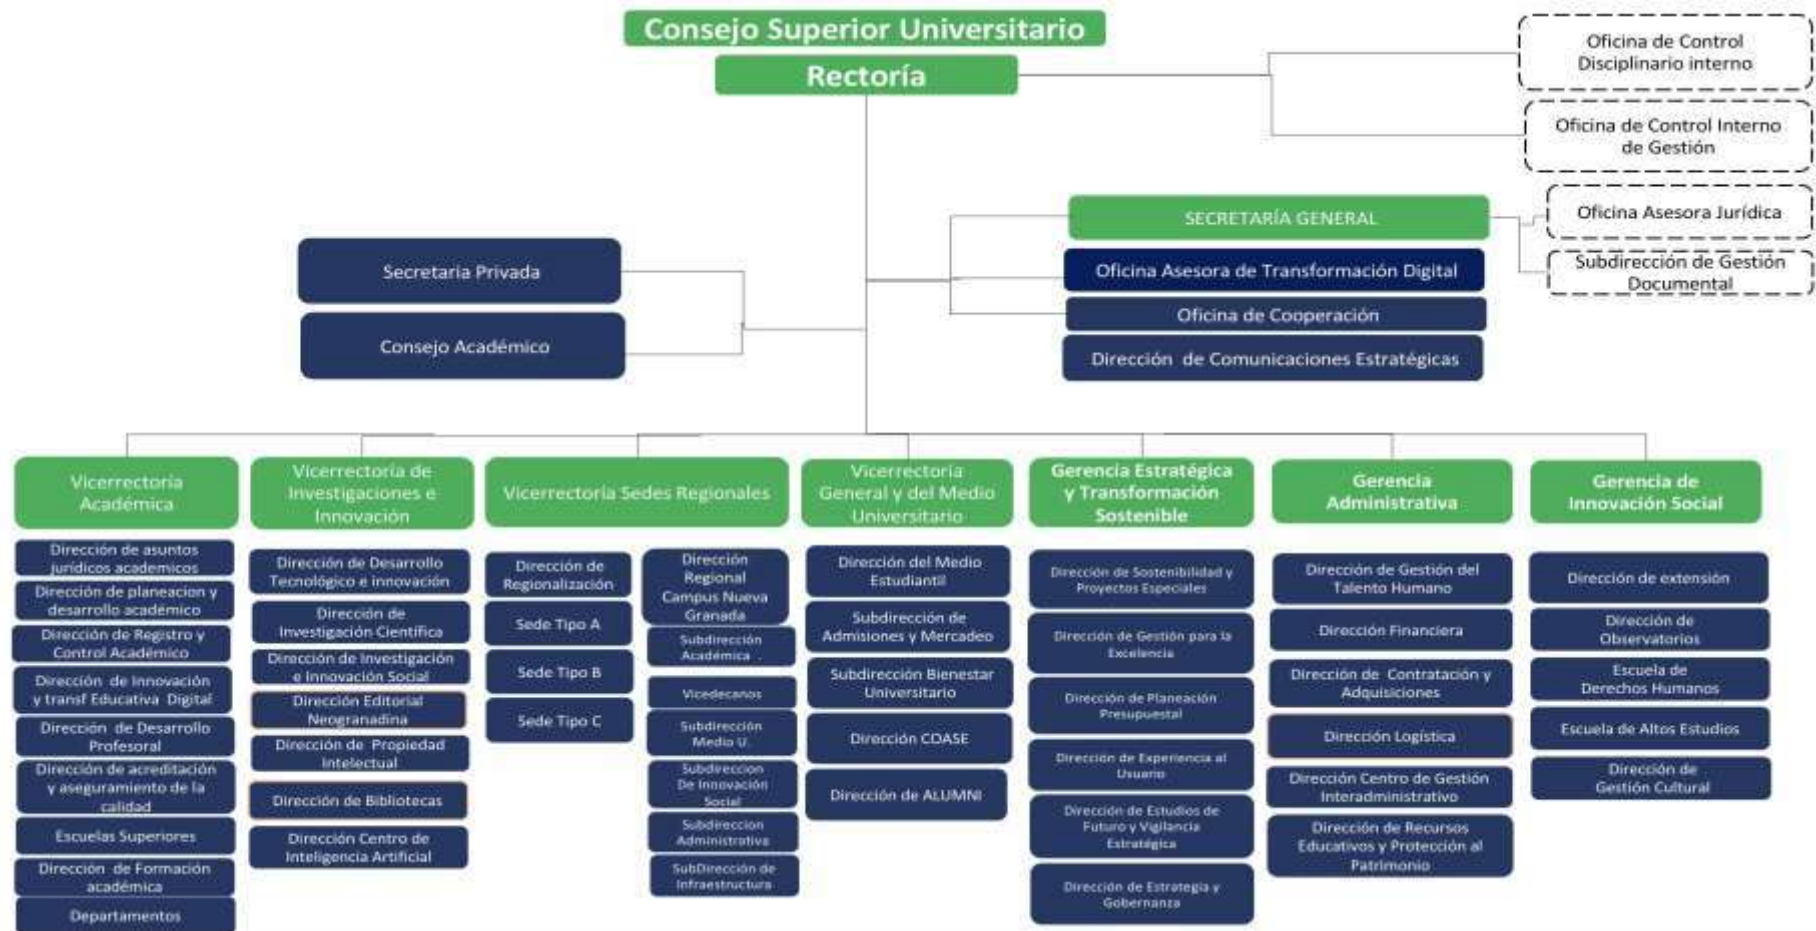 Consejo Superior Universitario
Rectoría
Oficina de Control
Disciplinario interno
Oficina de Control Interno
de Gestión
SECRETARÍA GENERAL
Oficina Asesora Jurídica
Subdirección de Gestión
Documental
Secretaria Privada
Consejo Académico
Oficina Asesora de Transformación Digital
Oficina de Cooperación
Dirección de Comunicaciones Estratégicas
Vicerrectoría
Académica
Dirección de asuntos
jurídicos academicos
Dirección de planeacion y
desarrollo académico
Dirección de Registro y
Control Académico
Dirección de Innovación
y transf Educativa Digital
Dirección de Desarrollo
Profesoral
Dirección de acreditación
y aseguramiento de la
calidad
Escuelas Superiores
Dirección de Formación
académica
Departamentos
Vicerrectoría de
Investigaciones e
Innovación
Dirección de Desarrollo
Tecnológico e innovación
Dirección de
Investigación Científica
Dirección de Investigación
e Innovación Social
Dirección Editorial
Neogranadina
Dirección de Propiedad
Intelectual
Dirección de Bibliotecas
Dirección Centro de
Inteligencia Artificial
Vicerrectoría Sedes Regionales
Dirección de
Regionalización
Sede Tipo A
Sede Tipo B
Sede Tipo C
Dirección
Regional
Campus Nueva
Granada
Subdirección
Académica .
Vicedecanos
Subdirección
Medio U.
Subdireccion
De Innovación
Social
Subdireccion
Administrativa
SubDirección de
Infraestructura
Vicerrectoría
General y del Medio
Universitario
Dirección del Medio
Estudiantil
Subdirección de
Admisiones y Mercadeo
Subdirección Bienestar
Universitario
Dirección COASE
Dirección de ALUMNI
Gerencia Estratégica
y Transformación
Sostenible
Dirección de Sostenibilidad y
Proyectos Especiales
Dirección de Gestión para la
Excelencia
Dirección de Planeación
Presupuestal
Dirección de Experiencia al
Usuario
Dirección de Estudios de
Futuro y Vigilancia
Estratégica
Dirección de Estrategia y
Gobernanza
Gerencia
Administrativa
Dirección de Gestión del
Talento Humano
Dirección Financiera
Dirección de Contratación y
Adquisiciones
Dirección Logística
Dirección Centro de Gestión
Interadministrativo
Dirección de Recursos
Educativos y Protección al
Patrimonio
Gerencia de
Innovación Social
Dirección de extensión
Dirección de
Observatorios
Escuela de
Derechos Humanos
Escuela de Altos Estudios
Dirección de
Gestión Cultural